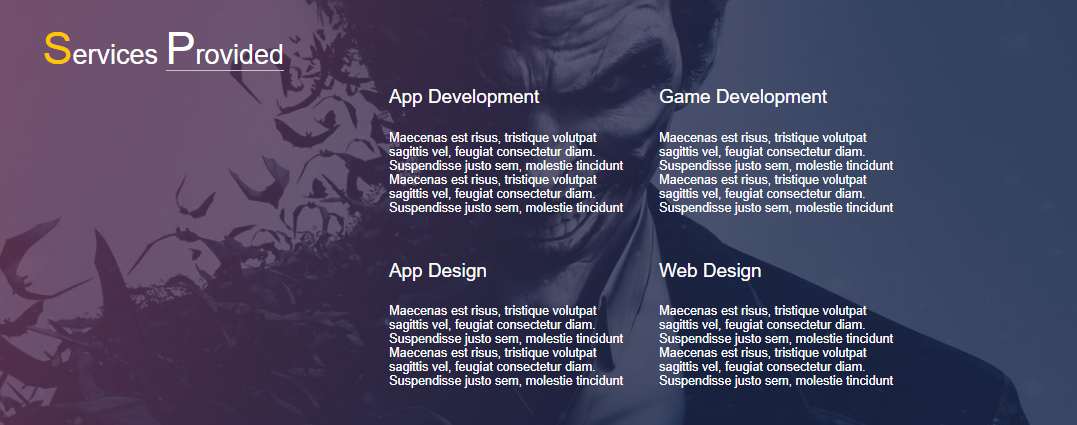 Services Provided
App Development
Maecenas est risus, tristique volutpat
sagittis vel, feugiat consectetur diam.
Suspendisse justo sem, molestie tincidunt
Maecenas est risus, tristique volutpat
sagittis vel, feugiat consectetur diam.
Suspendisse justo sem, molestie tincidunt
Game Development
Maecenas est risus, tristique volutpat
sagittis vel, feugiat consectetur diam.
Suspendisse justo sem, molestie tincidunt
Maecenas est risus, tristique volutpat
sagittis vel, feugiat consectetur diam.
Suspendisse justo sem, molestie tincidunt
App Design
Maecenas est risus, tristique volutpat
sagittis vel, feugiat consectetur diam.
Suspendisse justo sem, molestie tincidunt
Maecenas est risus, tristique volutpat
sagittis vel, feugiat consectetur diam.
Suspendisse justo sem, molestie tincidunt
Web Design
Maecenas est risus, tristique volutpat
sagittis vel, feugiat consectetur diam.
Suspendisse justo sem, molestie tincidunt
Maecenas est risus, tristique volutpat
sagittis vel, feugiat consectetur diam.
Suspendisse justo sem, molestie tincidunt